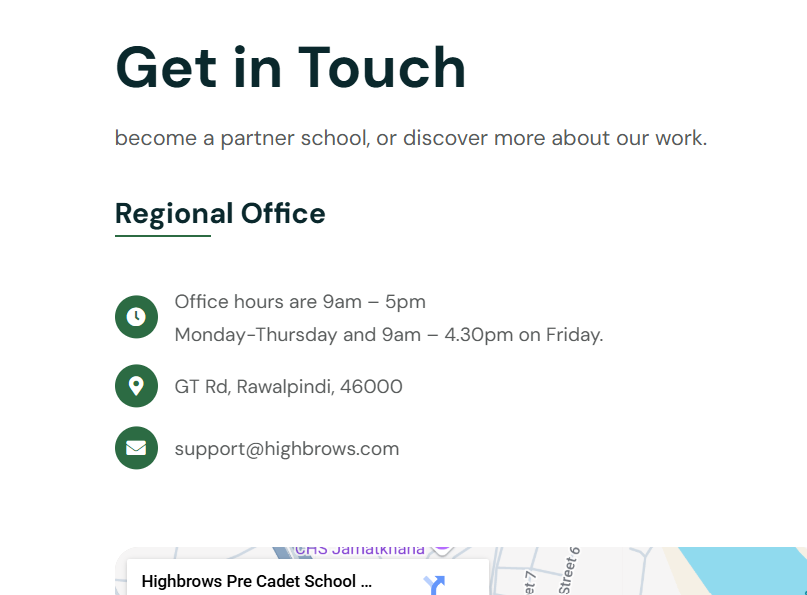 Get in Touch
become a partner school, or discover more about our work.
Regional Office
Office hours are 9am – 5pm
Monday-Thursday and 9am – 4.30pm on Friday.
GT Rd, Rawalpindi, 46000
support@highbrows.com
CHS Jamatkhana
Highbrows Pre Cadet School ...
Street 6